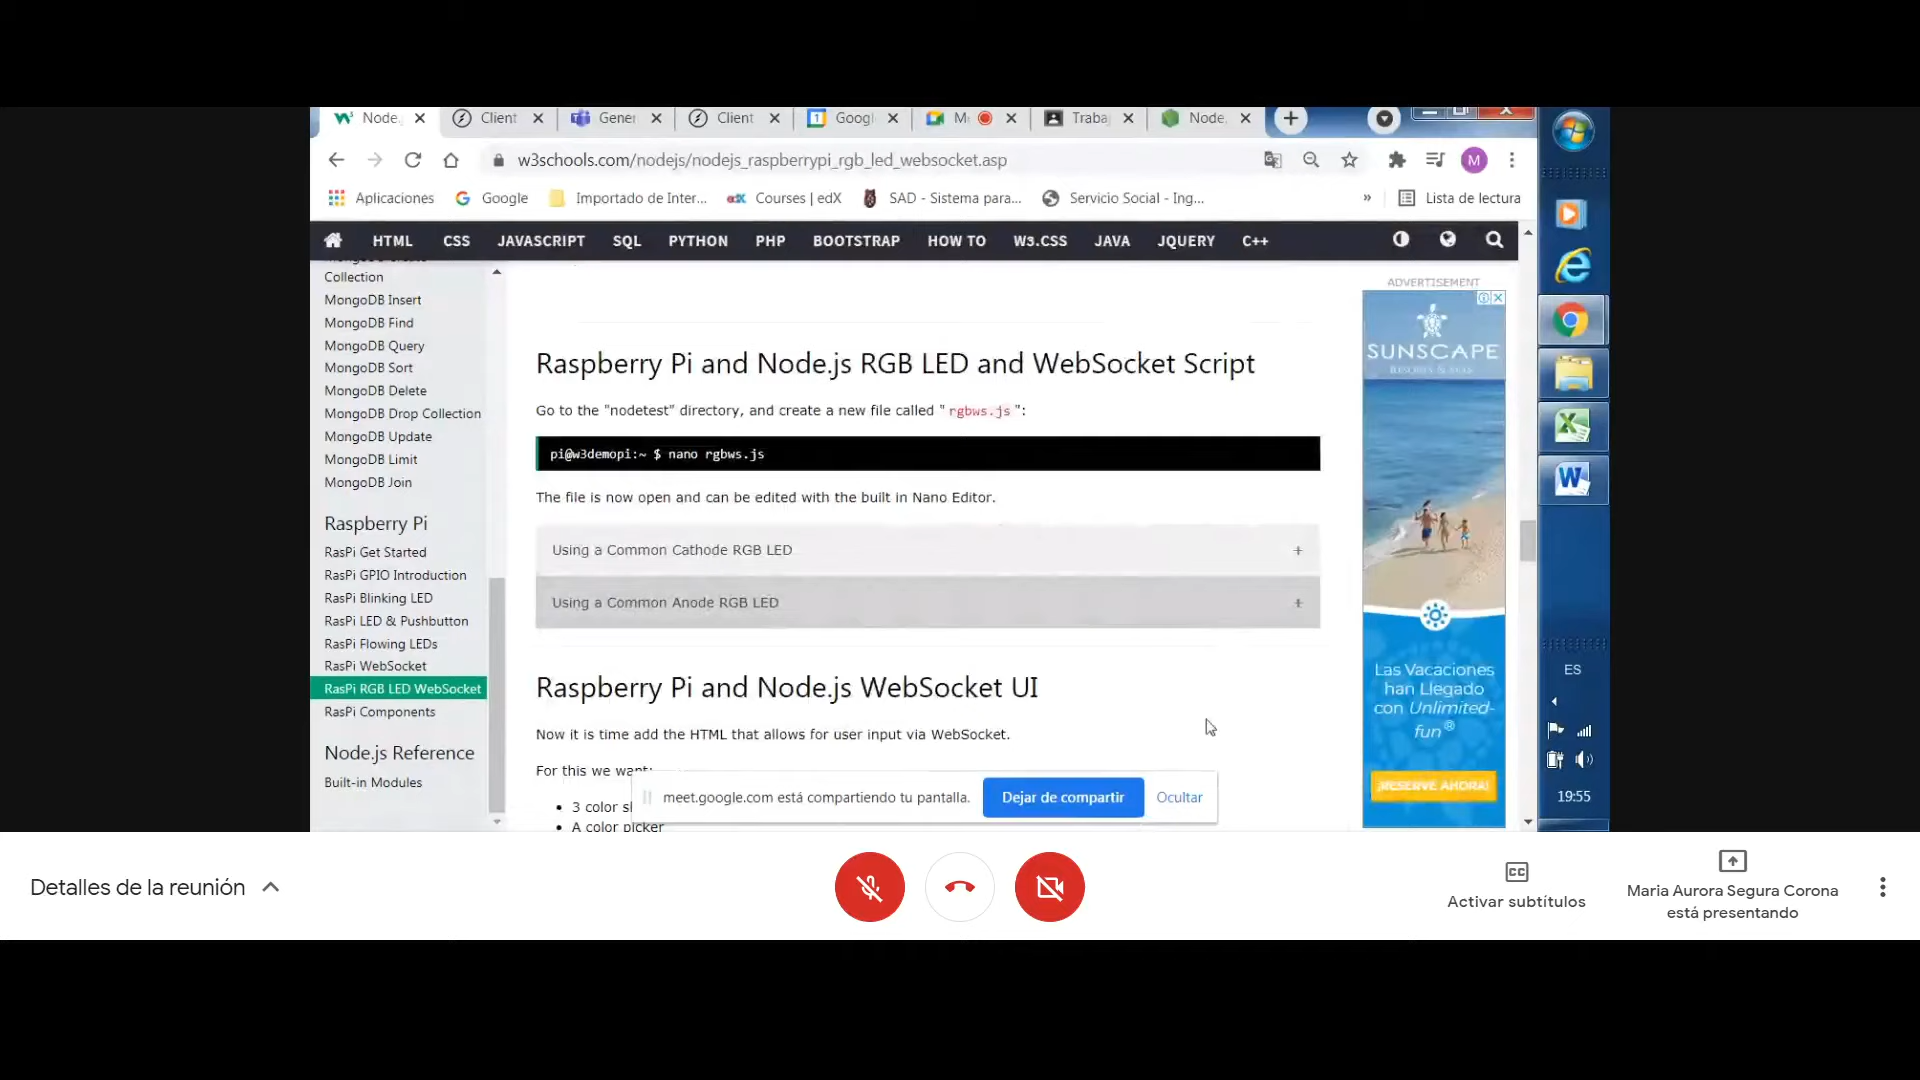 Node.
Client
Gener
Client
Googl
M
Traba
Node.
w3schools.com/nodejs/nodejs_raspberrypi_rgb_led_websocket.asp
M
Aplicaciones
Google
Importado de Inter...
edX Courses | edX
SAD - Sistema para...
Servicio Social - Ing...
»
Lista de lectura
HTML CSS JAVASCRIPT SQL PYTHON PHP BOOTSTRAP HOW TO W3.CSS JAVA JQUERY C++
Collection
MongoDB Insert
MongoDB Find
MongoDB Query
MongoDB Sort
MongoDB Delete
MongoDB Drop Collection
MongoDB Update
MongoDB Limit
MongoDB Join
Raspberry Pi
RasPi Get Started
RasPi GPIO Introduction
RasPi Blinking LED
RasPi LED & Pushbutton
RasPi Flowing LEDs
RasPi WebSocket
RasPi RGB LED WebSocket
RasPi Components
Node.js Reference
Built-in Modules
Raspberry Pi and Node.js RGB LED and WebSocket Script
Go to the "nodetest" directory, and create a new file called " rgbws.js ":
pi@w3demopi:~ $ nano rgbws.js
The file is now open and can be edited with the built in Nano Editor.
Using a Common Cathode RGB LED +
Using a Common Anode RGB LED +
Raspberry Pi and Node.js WebSocket UI
Now it is time add the HTML that allows for user input via WebSocket.
For this we want:
• 3 color sl
• A color picker
meet.google.com está compartiendo tu pantalla.
Dejar de compartir
Ocultar
ADVERTISEMENT
SUNSCAPE
Las Vacaciones
han Llegado
con Unlimited-
fun®
¡RESERVE AHORA!
ES
19:55
Detalles de la reunión
CC
Activar subtítulos
Maria Aurora Segura Corona
está presentando